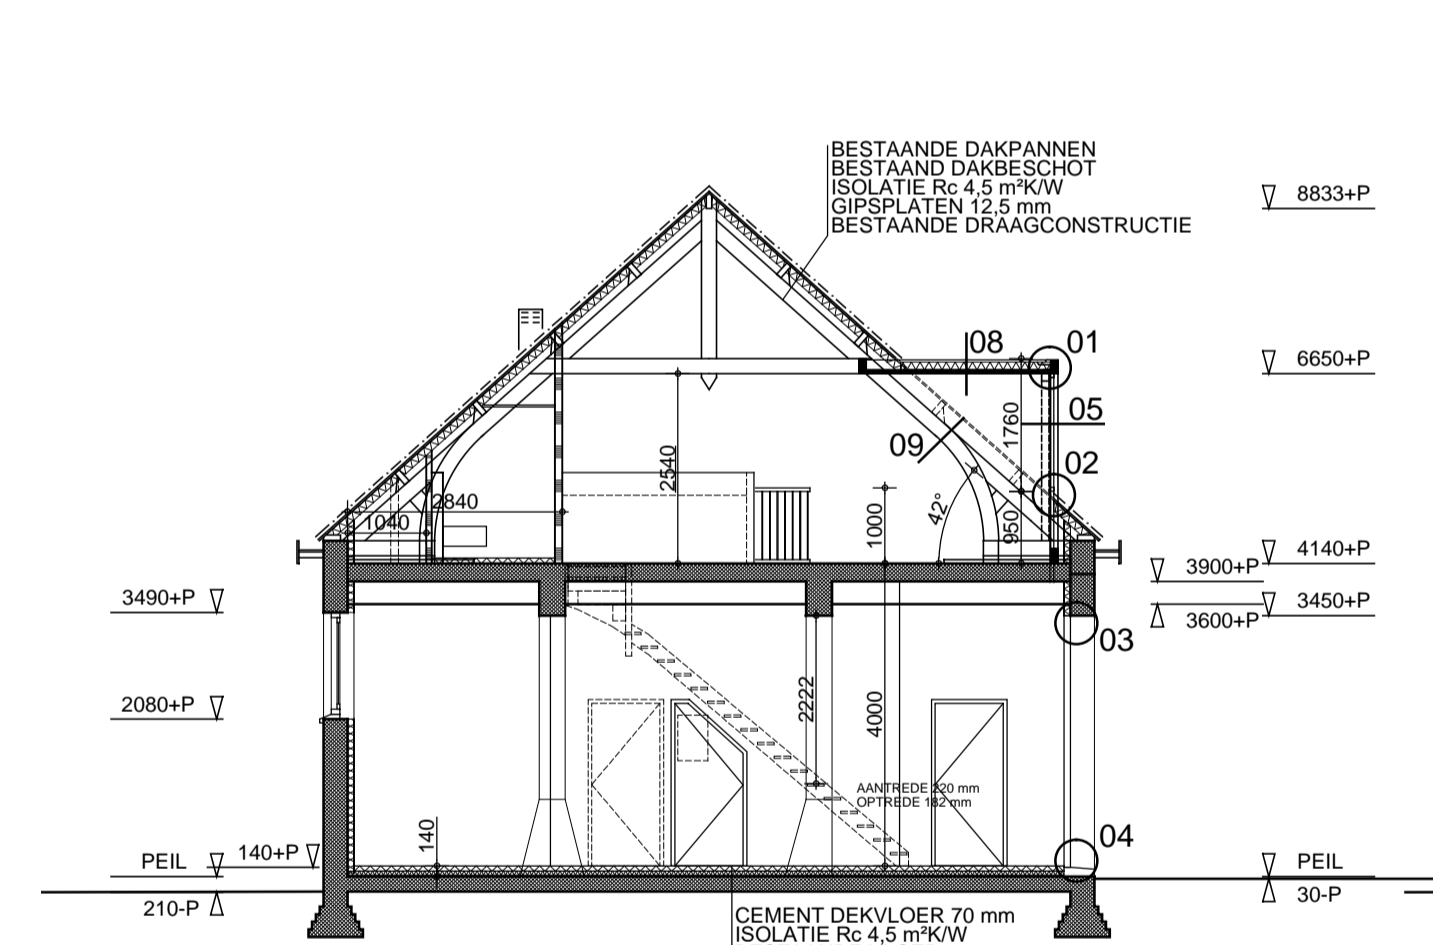 BESTAANDE DAKPANNEN
BESTAAND DAKBESCHOT
ISOLATIE Rc 4,5 m²K/W
GIPSPLATEN 12,5 mm
BESTAANDE DRAAGCONSTRUCTIE
8833+P
08
01
6650+P
05
1760
09
02
2540
2840
1040
1000
42°
950
4140+P
3900+P
3490+P
3450+P
3600+P
03
2080+P
2222
4000
AANTREDE 220 mm
OPTREDE 182 mm
140
04
140+P
PEIL
PEIL
210-P
30-P
CEMENT DEKVLOER 70 mm
ISOLATIE Rc 4,5 m²K/W